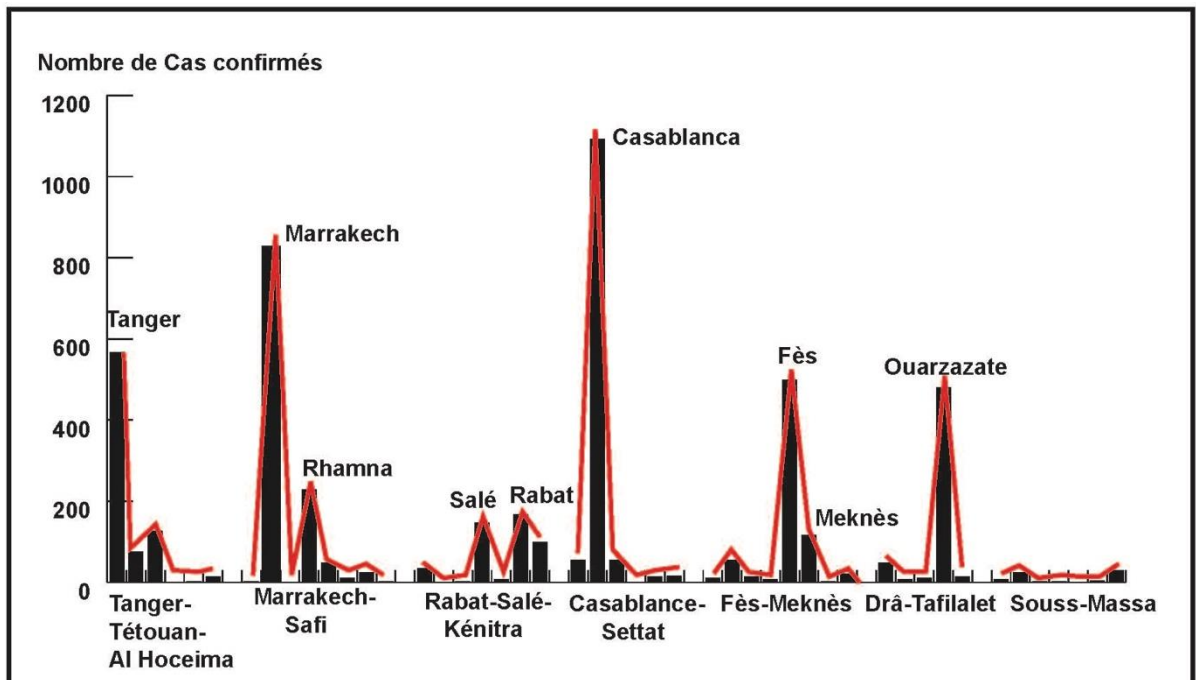 Nombre de Cas confirmés
1200
1000
800
600
400
200
0
Tanger
Marrakech
Rhamna
Salé
Rabat
Casablanca
Fès
Meknès
Ouarzazate
Tanger-
Tétouan-
Al Hoceima
Marrakech-
Safi
Rabat-Salé-
Kénitra
Casablance-
Settat
Fès-Meknès
Drâ-Tafilalet
Souss-Massa